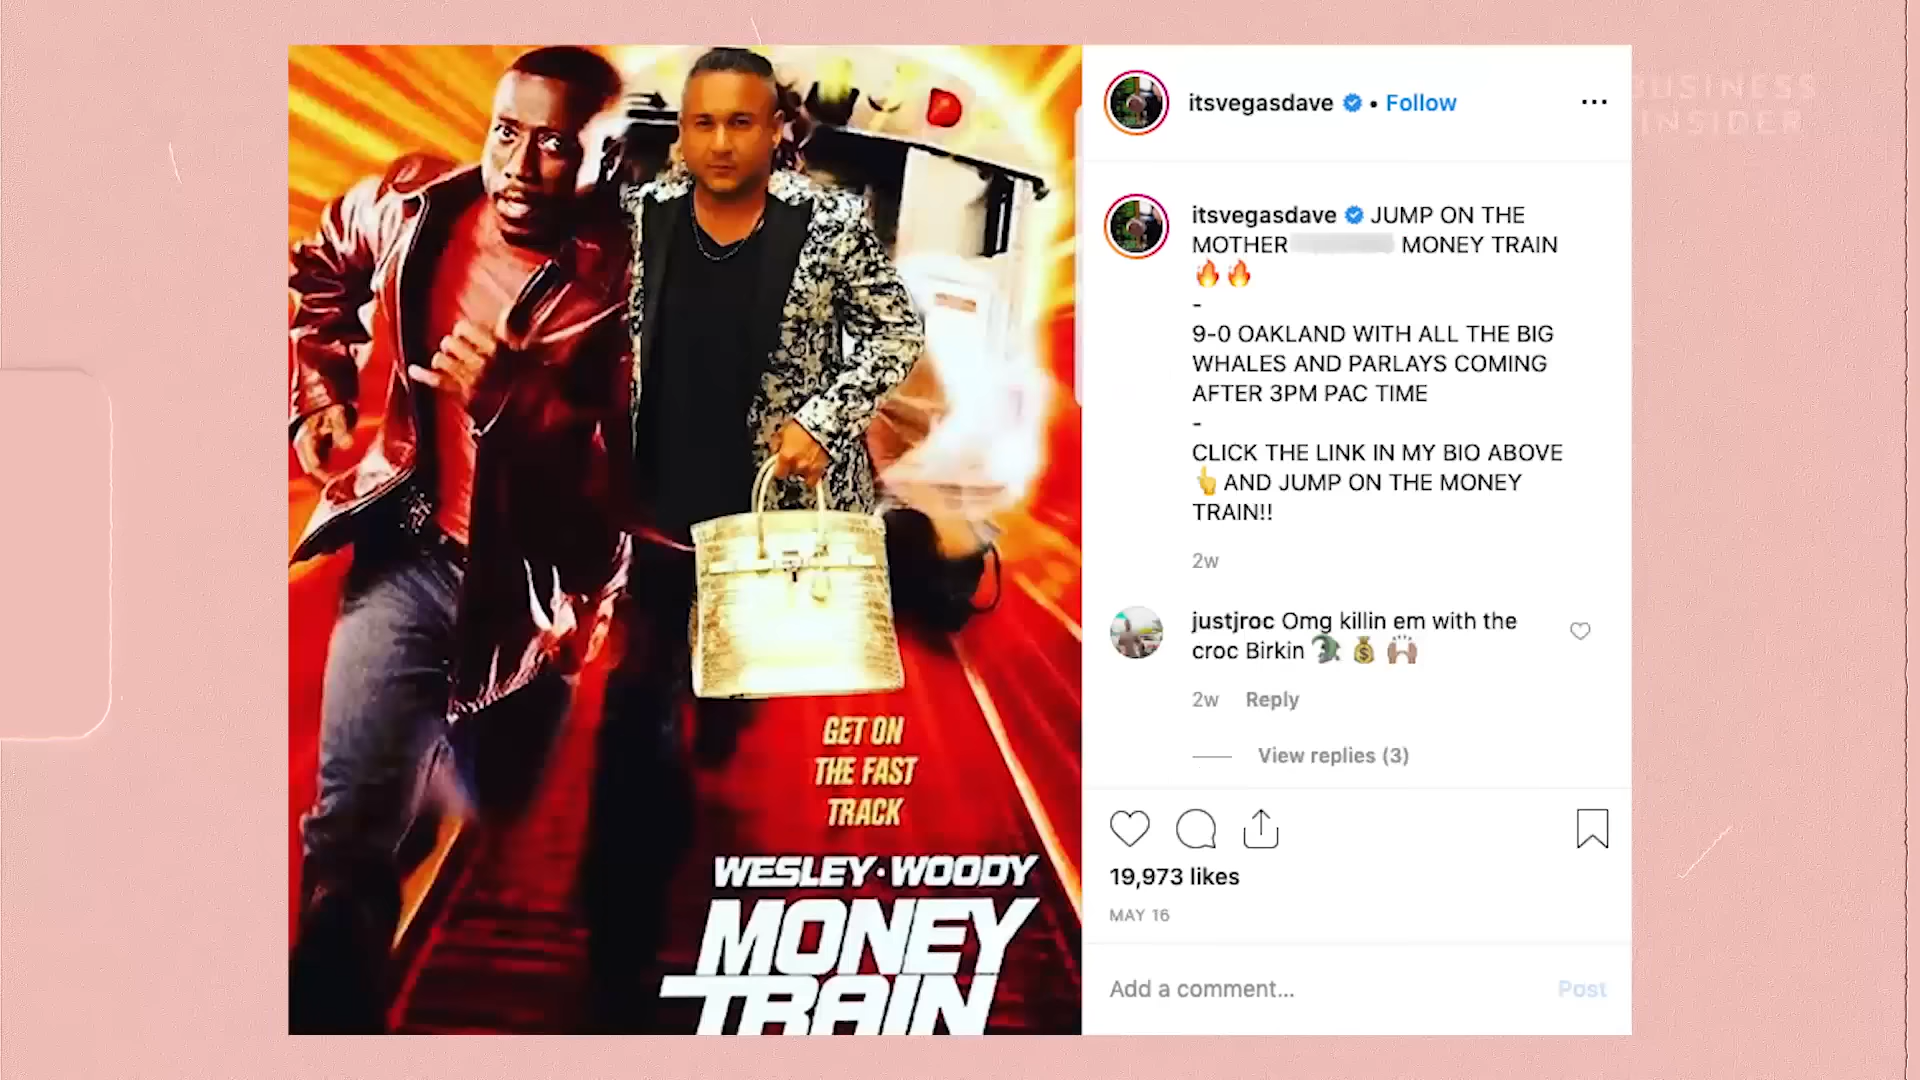 BUSINESS
INSIDER
itsvegasdave • Follow
itsvegasdave JUMP ON THE
MOTHER MONEY TRAIN
🔥🔥
-
9-0 OAKLAND WITH ALL THE BIG
WHALES AND PARLAYS COMING
AFTER 3PM PAC TIME
-
CLICK THE LINK IN MY BIO ABOVE
👆AND JUMP ON THE MONEY
TRAIN!!
2w
justjroc Omg killin em with the
croc Birkin 🐊 💰 🙌🏽
2w Reply
View replies (3)
19,973 likes
MAY 16
Add a comment... Post
GET ON
THE FAST
TRACK
WESLEY·WOODY
MONEY
TRAIN